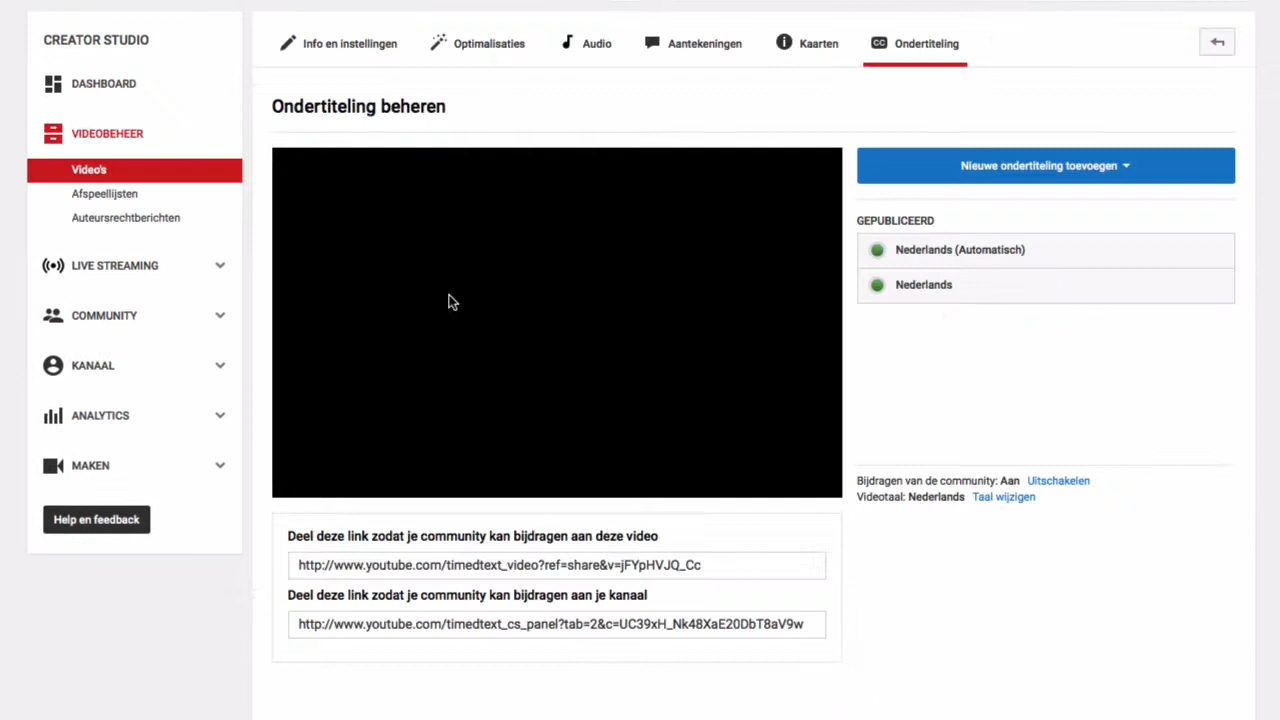 CREATOR STUDIO
DASHBOARD
VIDEOBEHEER
Video's
Afspeellijsten
Auteursrechtberichten
LIVE STREAMING
COMMUNITY
KANAAL
ANALYTICS
MAKEN
Help en feedback
Info en instellingen
Optimalisaties
Audio
Aantekeningen
Kaarten
CC Ondertiteling
Ondertiteling beheren
Nieuwe ondertiteling toevoegen
GEPUBLICEERD
Nederlands (Automatisch)
Nederlands
Bijdragen van de community: Aan Uitschakelen
Videotaal: Nederlands Taal wijzigen
Deel deze link zodat je community kan bijdragen aan deze video
http://www.youtube.com/timedtext_video?ref=share&v=jFYpHVJQ_Cc
Deel deze link zodat je community kan bijdragen aan je kanaal
http://www.youtube.com/timedtext_cs_panel?tab=2&c=UC39xH_Nk48XaE20DbT8aV9w